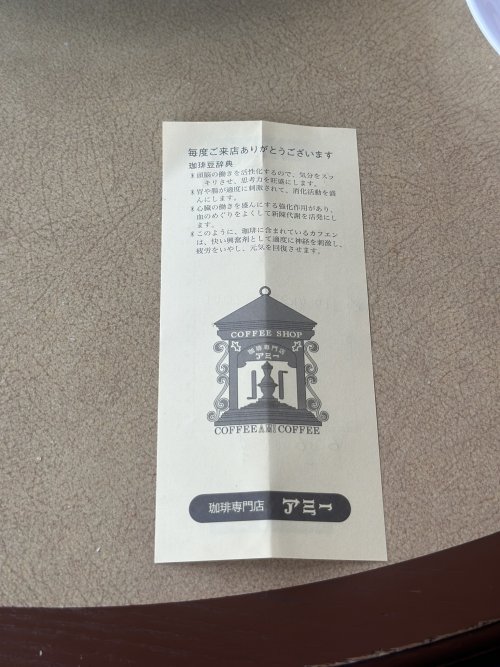 毎度ご来店ありがとうございます
珈琲豆辞典
※頭脳の働きを活性化するので、気分をスッ
キリさせ、思考力を旺盛にします。
※胃や腸が適度に刺激されて、消化活動を盛
んにします。
※心臓の働きを盛んにする強化作用があり、
血のめぐりをよくして新陳代謝を活発にし
ます。
※このように、珈琲に含まれているカフェン
は、快い興奮剤として適度に神経を刺激し、
疲労をいやし、元気を回復させます。
COFFEE SHOP
珈琲専門店
アミー
COFFEE AMI COFFEE
珈琲専門店 アミー